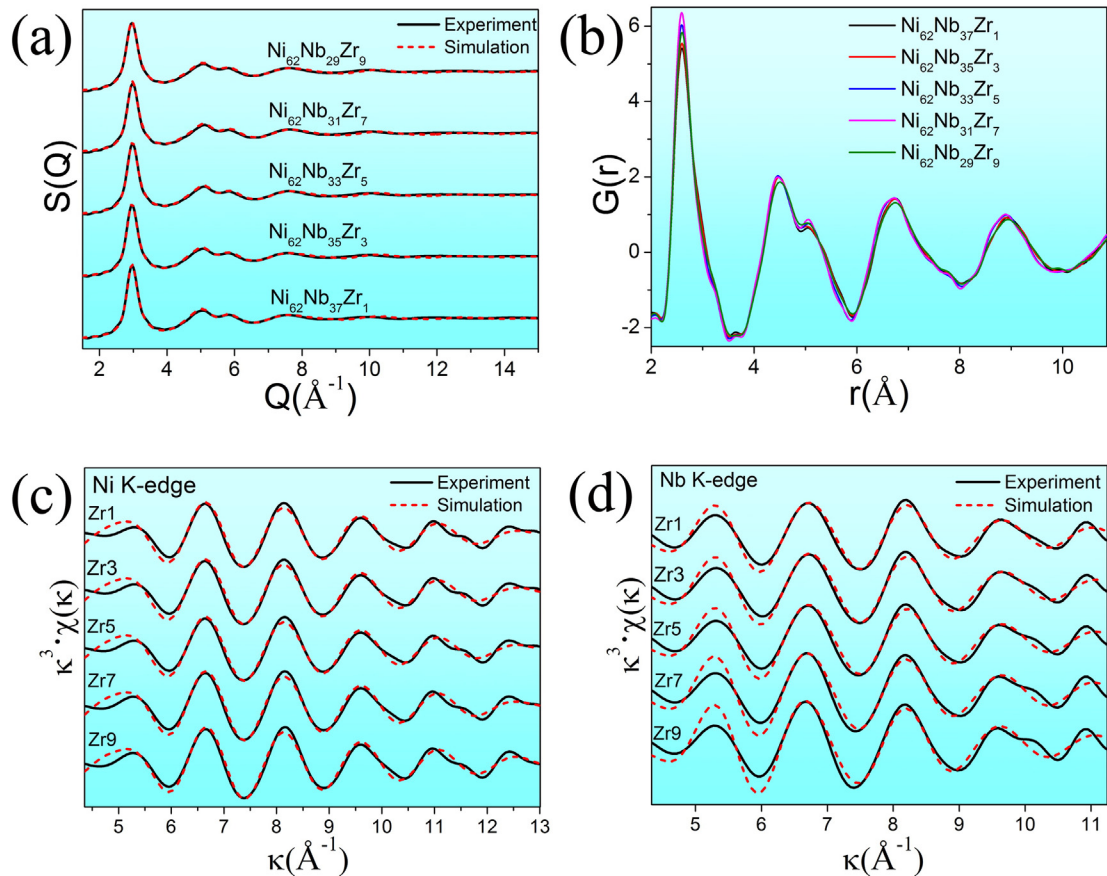 (a)
Experiment
Simulation
Ni62Nb29Zr9
Ni62Nb31Zr7
Ni62Nb33Zr5
Ni62Nb35Zr3
Ni62Nb37Zr1
S(Q)
2 4 6 8 10 12 14
Q(Å-1)
(b)
Ni62Nb37Zr1
Ni62Nb35Zr3
Ni62Nb33Zr5
Ni62Nb31Zr7
Ni62Nb29Zr9
G(r)
6
4
2
0
-2
2 4 6 8 10
r(Å)
(c)
Ni K-edge
Experiment
Simulation
Zr1
Zr3
Zr5
Zr7
Zr9
κ3·χ(κ)
5 6 7 8 9 10 11 12 13
κ(Å-1)
(d)
Nb K-edge
Experiment
Simulation
Zr1
Zr3
Zr5
Zr7
Zr9
κ3·χ(κ)
5 6 7 8 9 10 11
κ(Å-1)